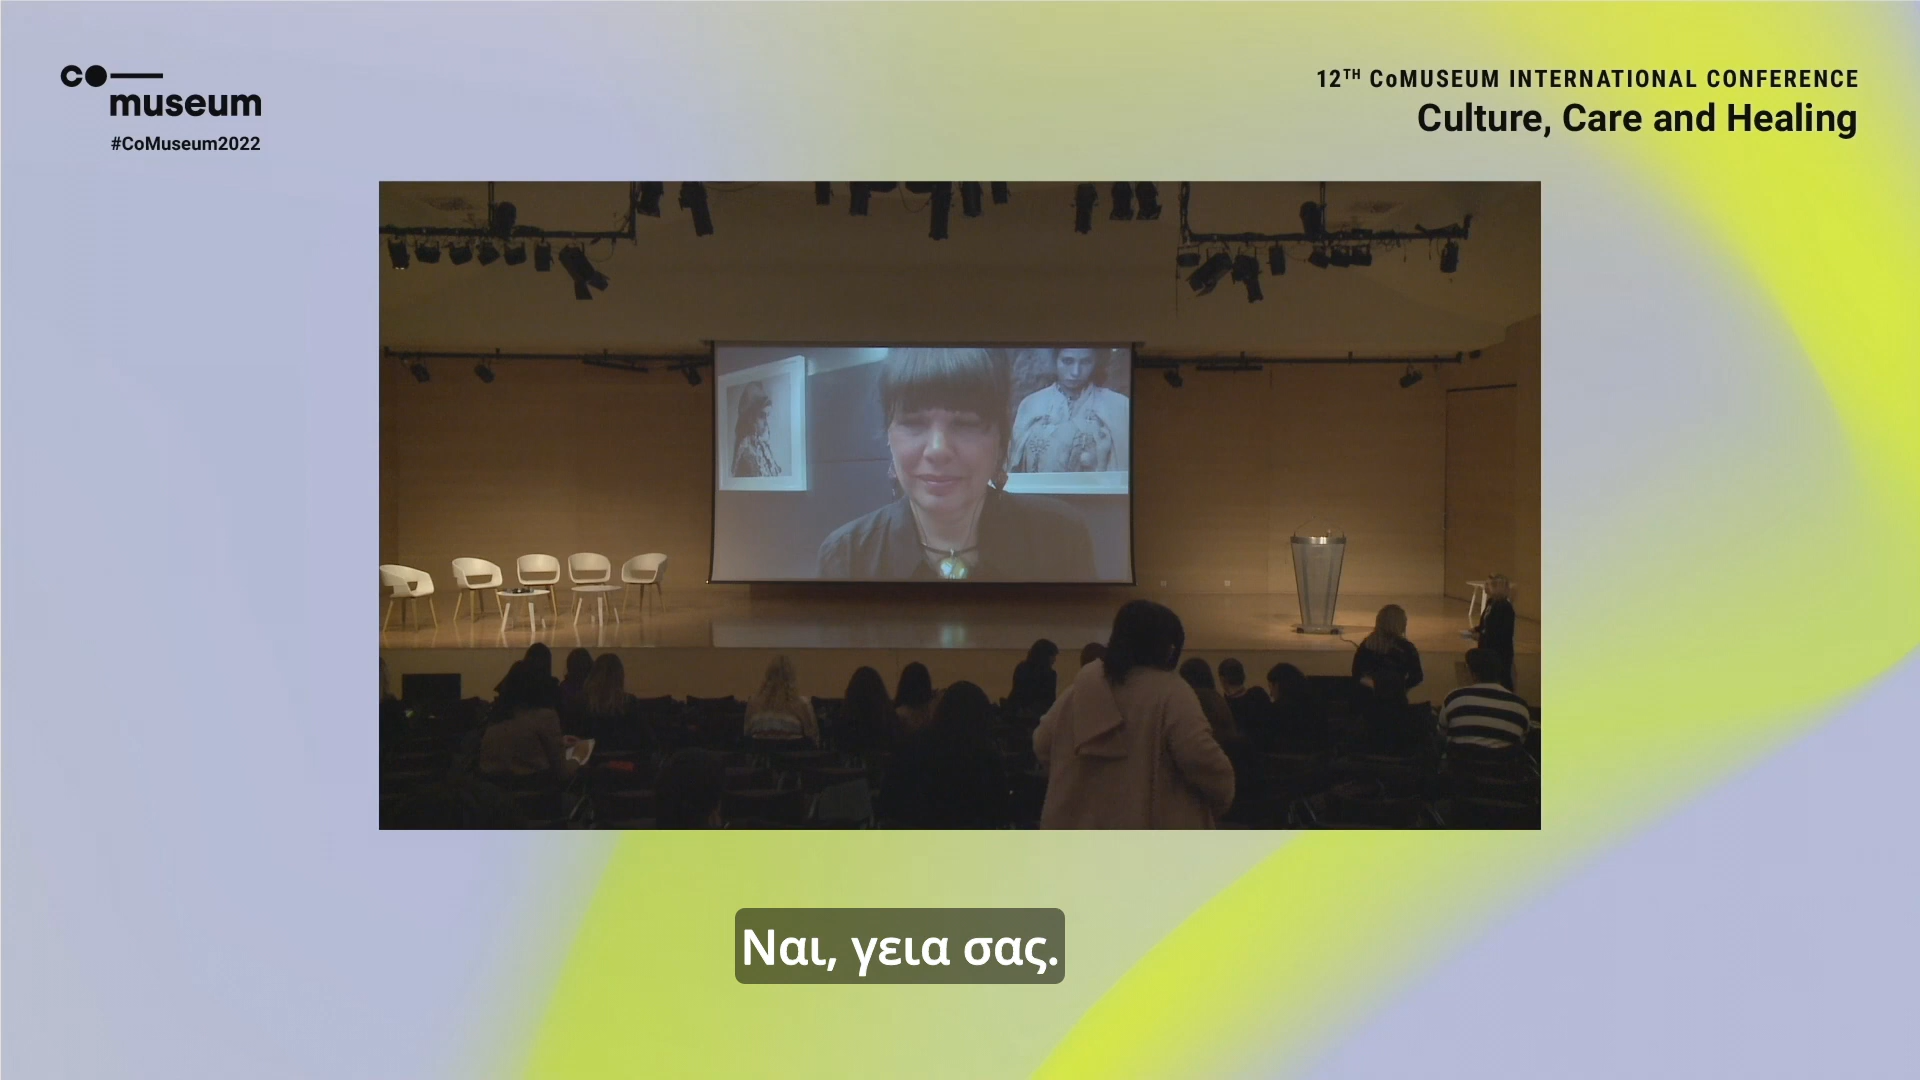 co
museum
#CoMuseum2022
12TH CoMUSEUM INTERNATIONAL CONFERENCE
Culture, Care and Healing
Ναι, γεια σας.